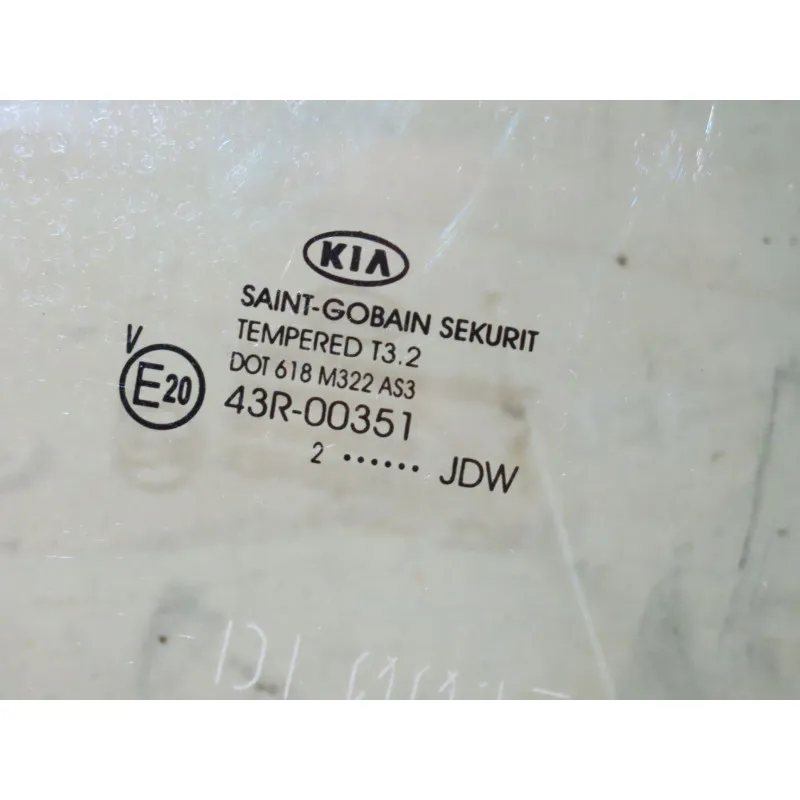 KIA
SAINT-GOBAIN SEKURIT
TEMPERED T3.2
DOT 618 M322 AS3
V
E20
43R-00351
2 ...... JDW